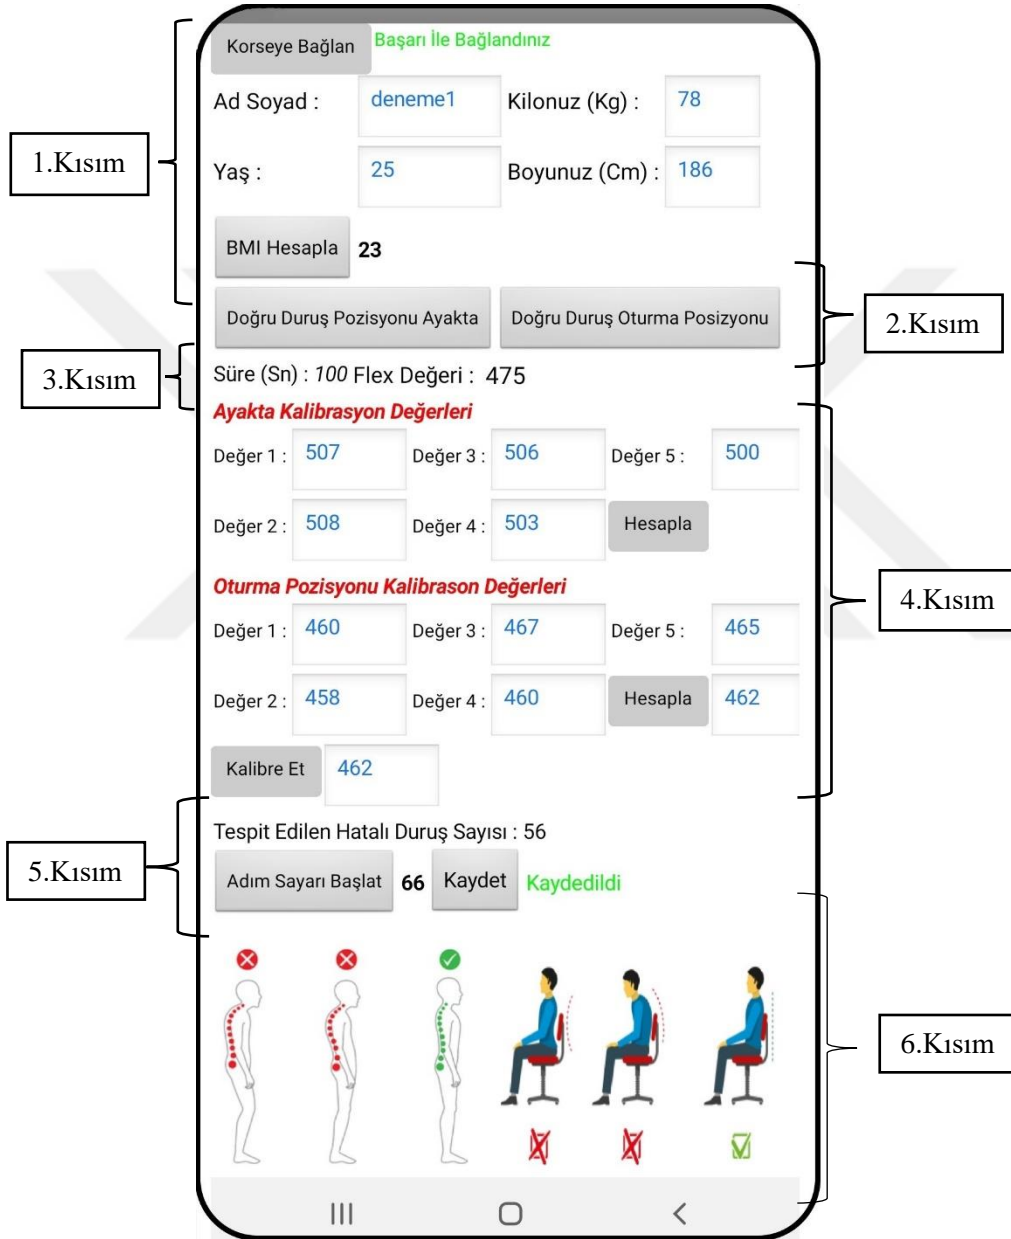 Korseye Bağlan Başarı İle Bağlandınız
Ad Soyad : deneme1 Kilonuz (Kg) : 78
1.Kısım
Yaş : 25 Boyunuz (Cm) : 186
BMI Hesapla 23
Doğru Duruş Pozisyonu Ayakta Doğru Duruş Oturma Posizyonu
2.Kısım
3.Kısım
Süre (Sn) : 100 Flex Değeri : 475
Ayakta Kalibrasyon Değerleri
Değer 1 : 507 Değer 3 : 506 Değer 5 : 500
Değer 2 : 508 Değer 4 : 503 Hesapla
Oturma Pozisyonu Kalibrason Değerleri
4.Kısım
Değer 1 : 460 Değer 3 : 467 Değer 5 : 465
Değer 2 : 458 Değer 4 : 460 Hesapla 462
Kalibre Et 462
Tespit Edilen Hatalı Duruş Sayısı : 56
5.Kısım
Adım Sayarı Başlat 66 Kaydet Kaydedildi
6.Kısım